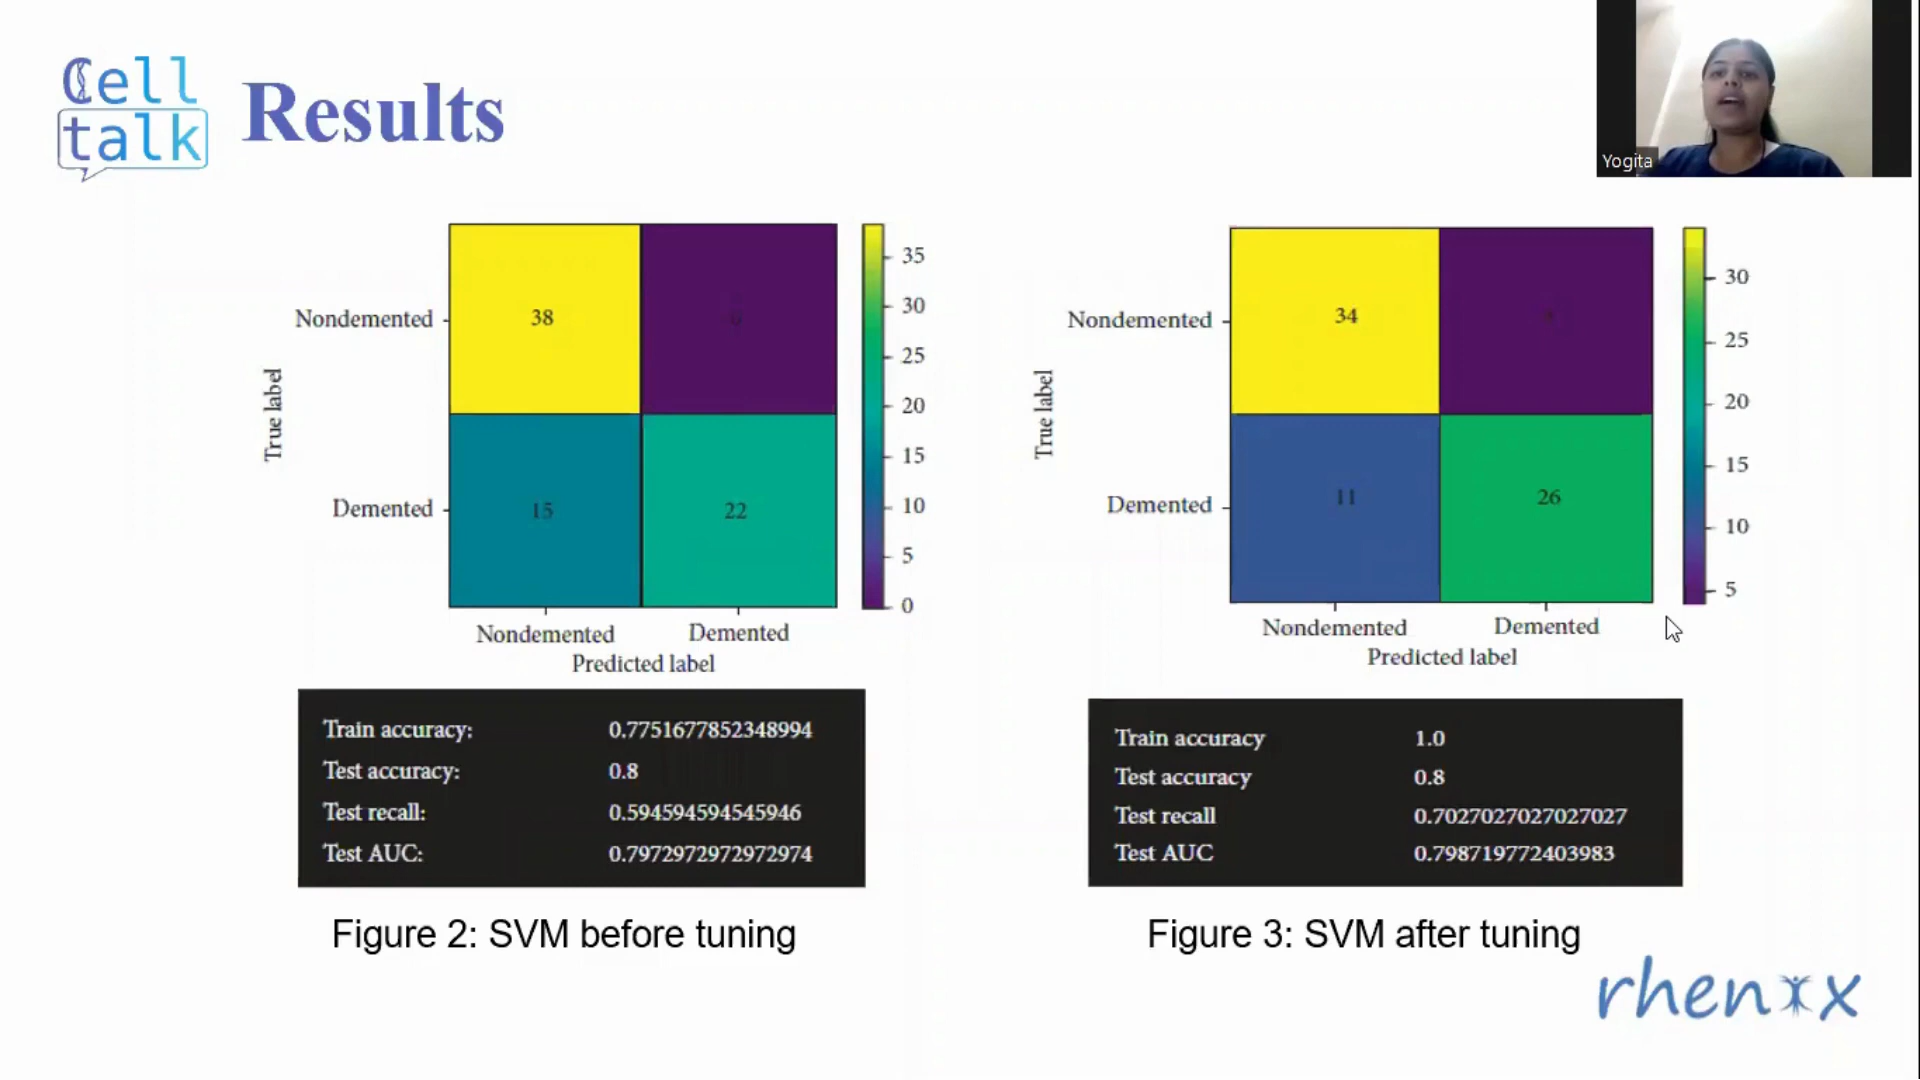 Cell
talk
Results
Yogita
True label
Nondemented
Demented
38
0
15
22
35
30
25
20
15
10
5
0
Nondemented
Demented
Predicted label
Train accuracy: 0.7751677852348994
Test accuracy: 0.8
Test recall: 0.594594594545946
Test AUC: 0.7972972972972974
Figure 2: SVM before tuning
True label
Nondemented
Demented
34
11
26
30
25
20
15
10
5
Nondemented
Demented
Predicted label
Train accuracy 1.0
Test accuracy 0.8
Test recall 0.7027027027027027
Test AUC 0.798719772403983
Figure 3: SVM after tuning
rhenix